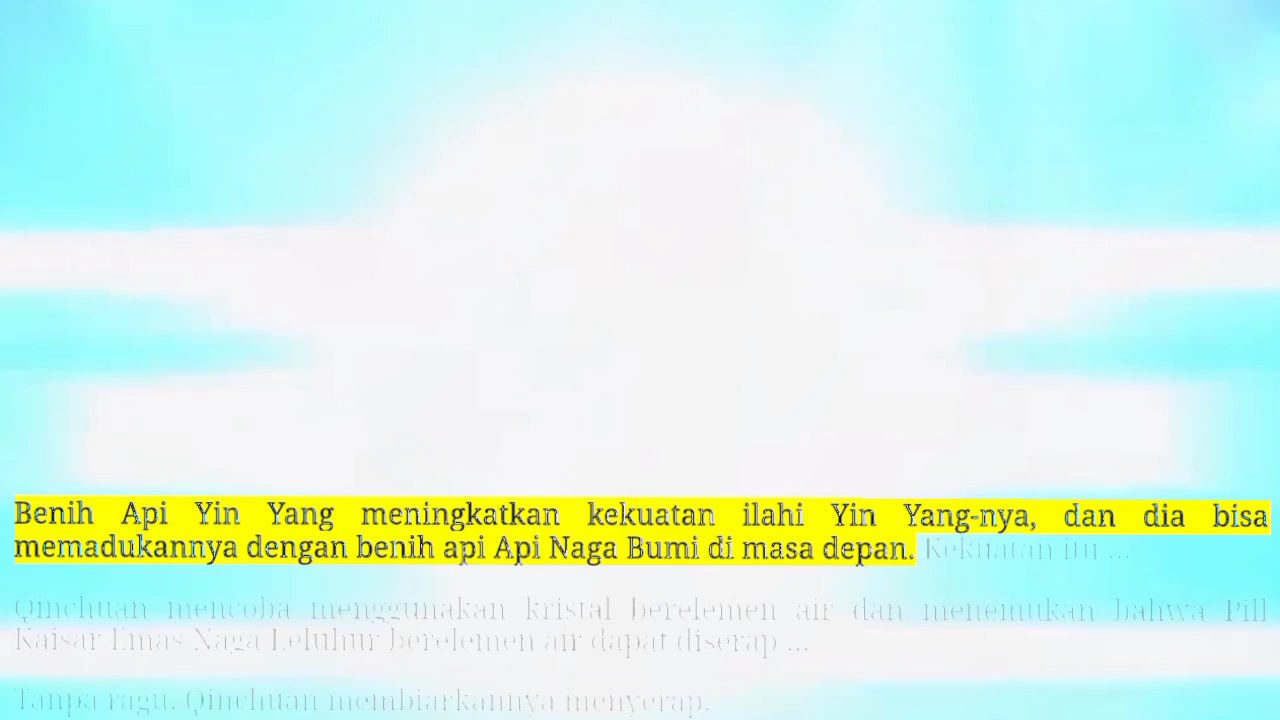 Benih Api Yin Yang meningkatkan kekuatan ilahi Yin Yang-nya, dan dia bisa
memadukannya dengan benih api Api Naga Bumi di masa depan. Kekuatan itu ...
Qinchuan mencoba menggunakan kristal berelemen air dan menemukan bahwa Pill
Kaisar Emas Naga Leluhur berelemen air dapat diserap ...
Tanpa ragu, Qinchuan membiarkannya menyerap.